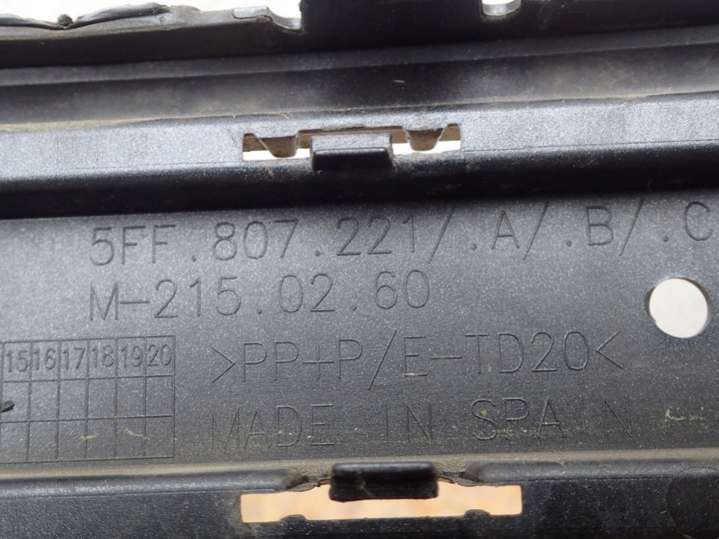 5FF.807.221/.A/.B/.C
M-215.02.60
15 16 17 18 19 20
>PP+P/E-TD20<
MADE IN SPAIN